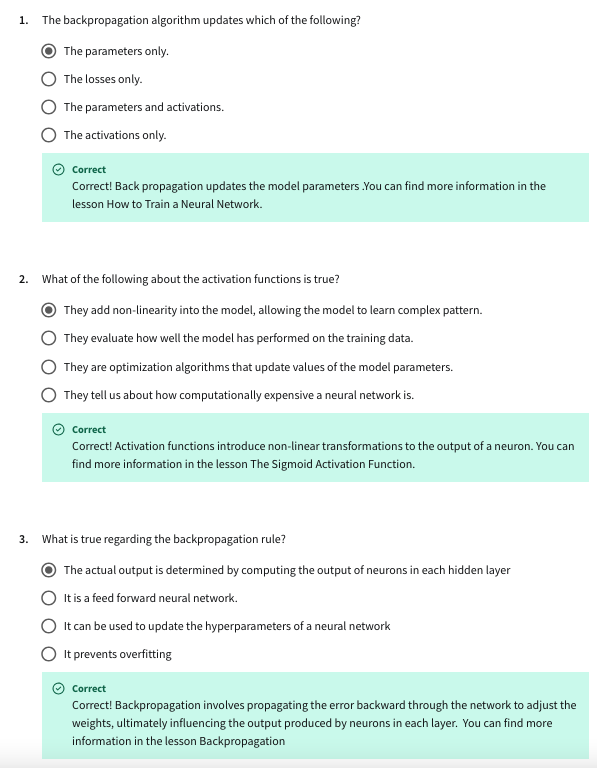 1. The backpropagation algorithm updates which of the following?
The parameters only.
The losses only.
The parameters and activations.
The activations only.
Correct
Correct! Back propagation updates the model parameters .You can find more information in the
lesson How to Train a Neural Network.
2. What of the following about the activation functions is true?
They add non-linearity into the model, allowing the model to learn complex pattern.
They evaluate how well the model has performed on the training data.
They are optimization algorithms that update values of the model parameters.
They tell us about how computationally expensive a neural network is.
Correct
Correct! Activation functions introduce non-linear transformations to the output of a neuron. You can
find more information in the lesson The Sigmoid Activation Function.
3. What is true regarding the backpropagation rule?
The actual output is determined by computing the output of neurons in each hidden layer
It is a feed forward neural network.
It can be used to update the hyperparameters of a neural network
It prevents overfitting
Correct
Correct! Backpropagation involves propagating the error backward through the network to adjust the
weights, ultimately influencing the output produced by neurons in each layer. You can find more
information in the lesson Backpropagation